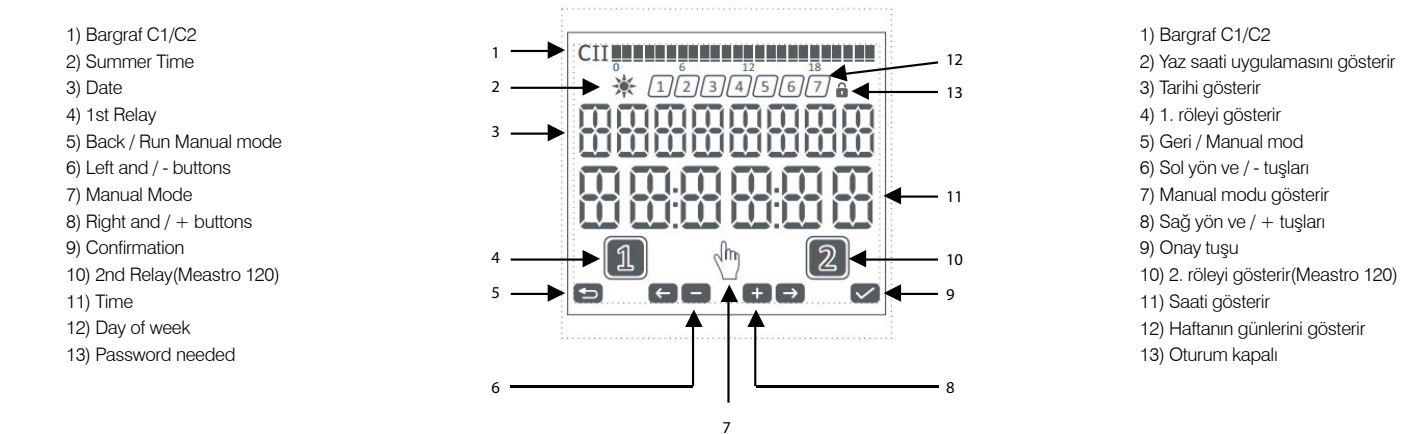 1) Bargraf C1/C2
2) Summer Time
3) Date
4) 1st Relay
5) Back / Run Manual mode
6) Left and / - buttons
7) Manual Mode
8) Right and / + buttons
9) Confirmation
10) 2nd Relay(Meastro 120)
11) Time
12) Day of week
13) Password needed
1
CII
12
0 6 12 18
2
1 2 3 4 5 6 7
13
3
11
4
1
2
10
5
← − + →
9
6
8
7
1) Bargraf C1/C2
2) Yaz saati uygulamasını gösterir
3) Tarihi gösterir
4) 1. röleyi gösterir
5) Geri / Manual mod
6) Sol yön ve / - tuşları
7) Manual modu gösterir
8) Sağ yön ve / + tuşları
9) Onay tuşu
10) 2. röleyi gösterir(Meastro 120)
11) Saati gösterir
12) Haftanın günlerini gösterir
13) Oturum kapalı